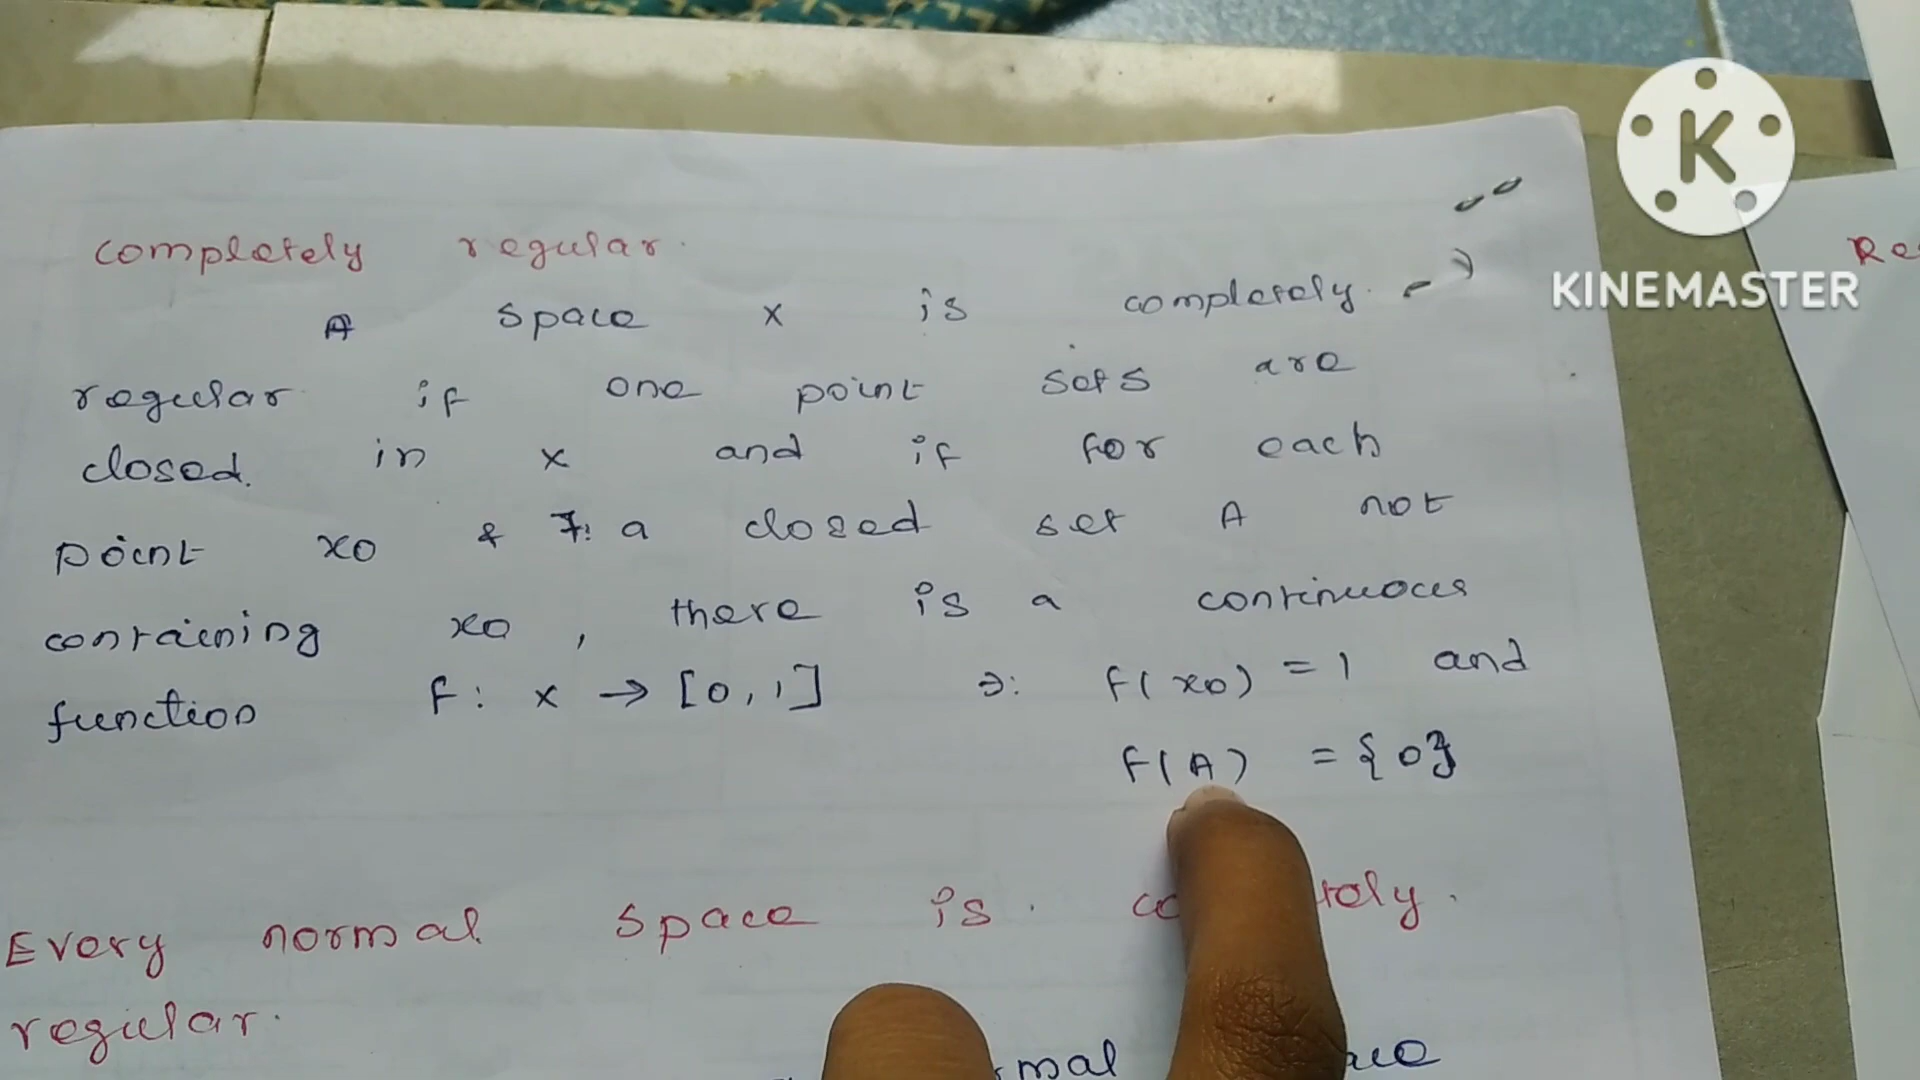 completely regular.
A space x is completely
regular if one point sets are
closed in x and if for each
point x0 & a closed set A not
containing x0, there is a continuous
function F: x → [0,1] ∋: F(x0) = 1 and
F(A) = {0}
Every normal space is
regular.
KINEMASTER